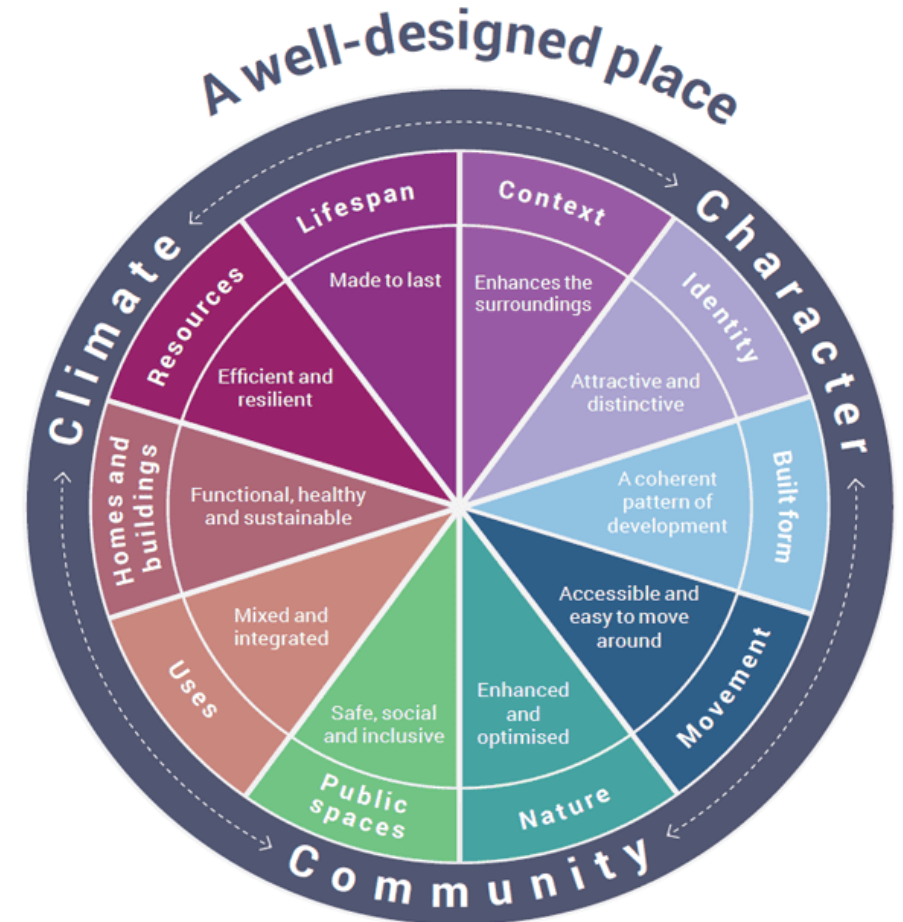 A well-designed place
Climate
Character
Community
Context
Enhances the
surroundings
Identity
Attractive and
distinctive
Built form
A coherent
pattern of
development
Movement
Accessible and
easy to move
around
Nature
Enhanced
and
optimised
Public
spaces
Safe, social
and inclusive
Uses
Mixed and
integrated
Homes and
buildings
Functional, healthy
and sustainable
Resources
Efficient and
resilient
Lifespan
Made to last